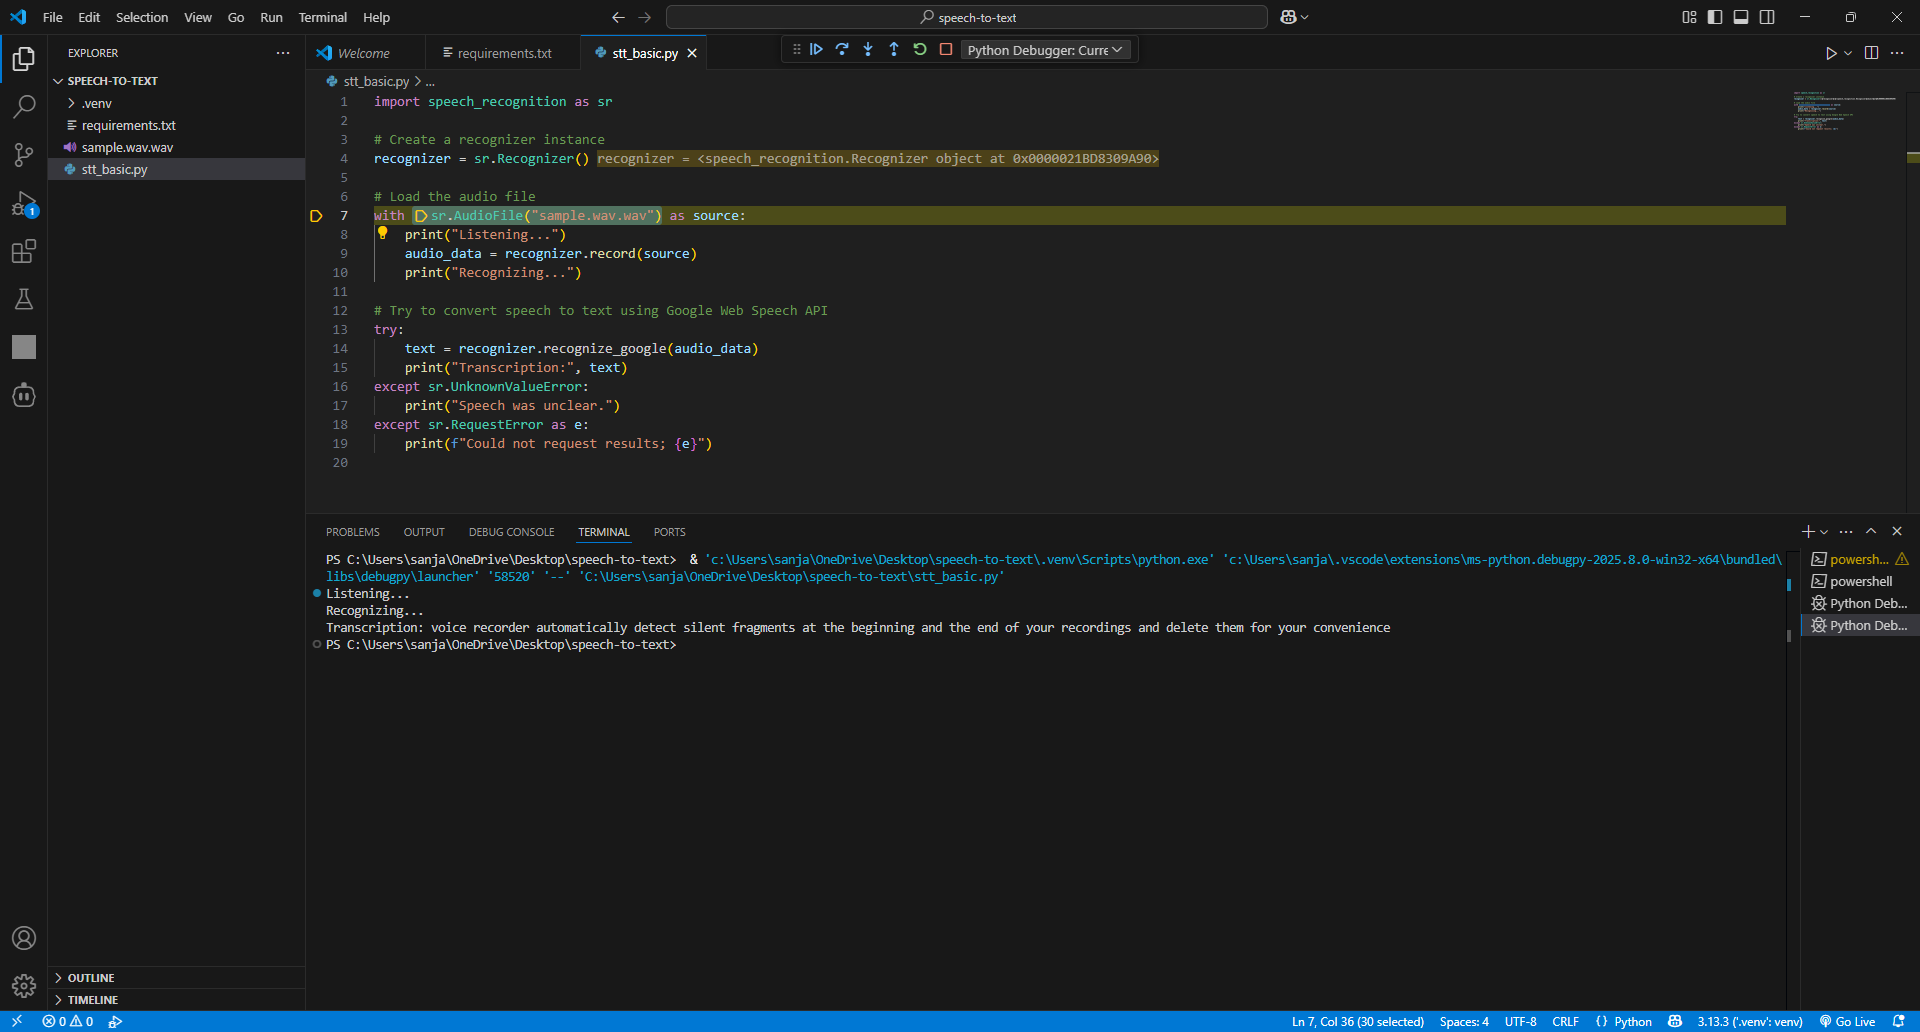 File Edit Selection View Go Run Terminal Help
speech-to-text
EXPLORER
SPEECH-TO-TEXT
.venv
requirements.txt
sample.wav.wav
stt_basic.py
1
OUTLINE
TIMELINE
Welcome
requirements.txt
stt_basic.py
Python Debugger: Curre
stt_basic.py > ...
1 import speech_recognition as sr
2
3 # Create a recognizer instance
4 recognizer = sr.Recognizer() recognizer = <speech_recognition.Recognizer object at 0x0000021BD8309A90>
5
6 # Load the audio file
7 with sr.AudioFile("sample.wav.wav") as source:
8     print("Listening...")
9     audio_data = recognizer.record(source)
10     print("Recognizing...")
11
12 # Try to convert speech to text using Google Web Speech API
13 try:
14     text = recognizer.recognize_google(audio_data)
15     print("Transcription:", text)
16 except sr.UnknownValueError:
17     print("Speech was unclear.")
18 except sr.RequestError as e:
19     print(f"Could not request results; {e}")
20
PROBLEMS OUTPUT DEBUG CONSOLE TERMINAL PORTS
PS C:\Users\sanja\OneDrive\Desktop\speech-to-text>  & 'c:\Users\sanja\OneDrive\Desktop\speech-to-text\.venv\Scripts\python.exe' 'c:\Users\sanja\.vscode\extensions\ms-python.debugpy-2025.8.0-win32-x64\bundled\
libs\debugpy\launcher' '58520' '--' 'C:\Users\sanja\OneDrive\Desktop\speech-to-text\stt_basic.py'
Listening...
Recognizing...
Transcription: voice recorder automatically detect silent fragments at the beginning and the end of your recordings and delete them for your convenience
PS C:\Users\sanja\OneDrive\Desktop\speech-to-text>
powersh...
powershell
Python Deb...
Python Deb...
0 0
Ln 7, Col 36 (30 selected) Spaces: 4 UTF-8 CRLF {} Python 3.13.3 ('.venv': venv) Go Live